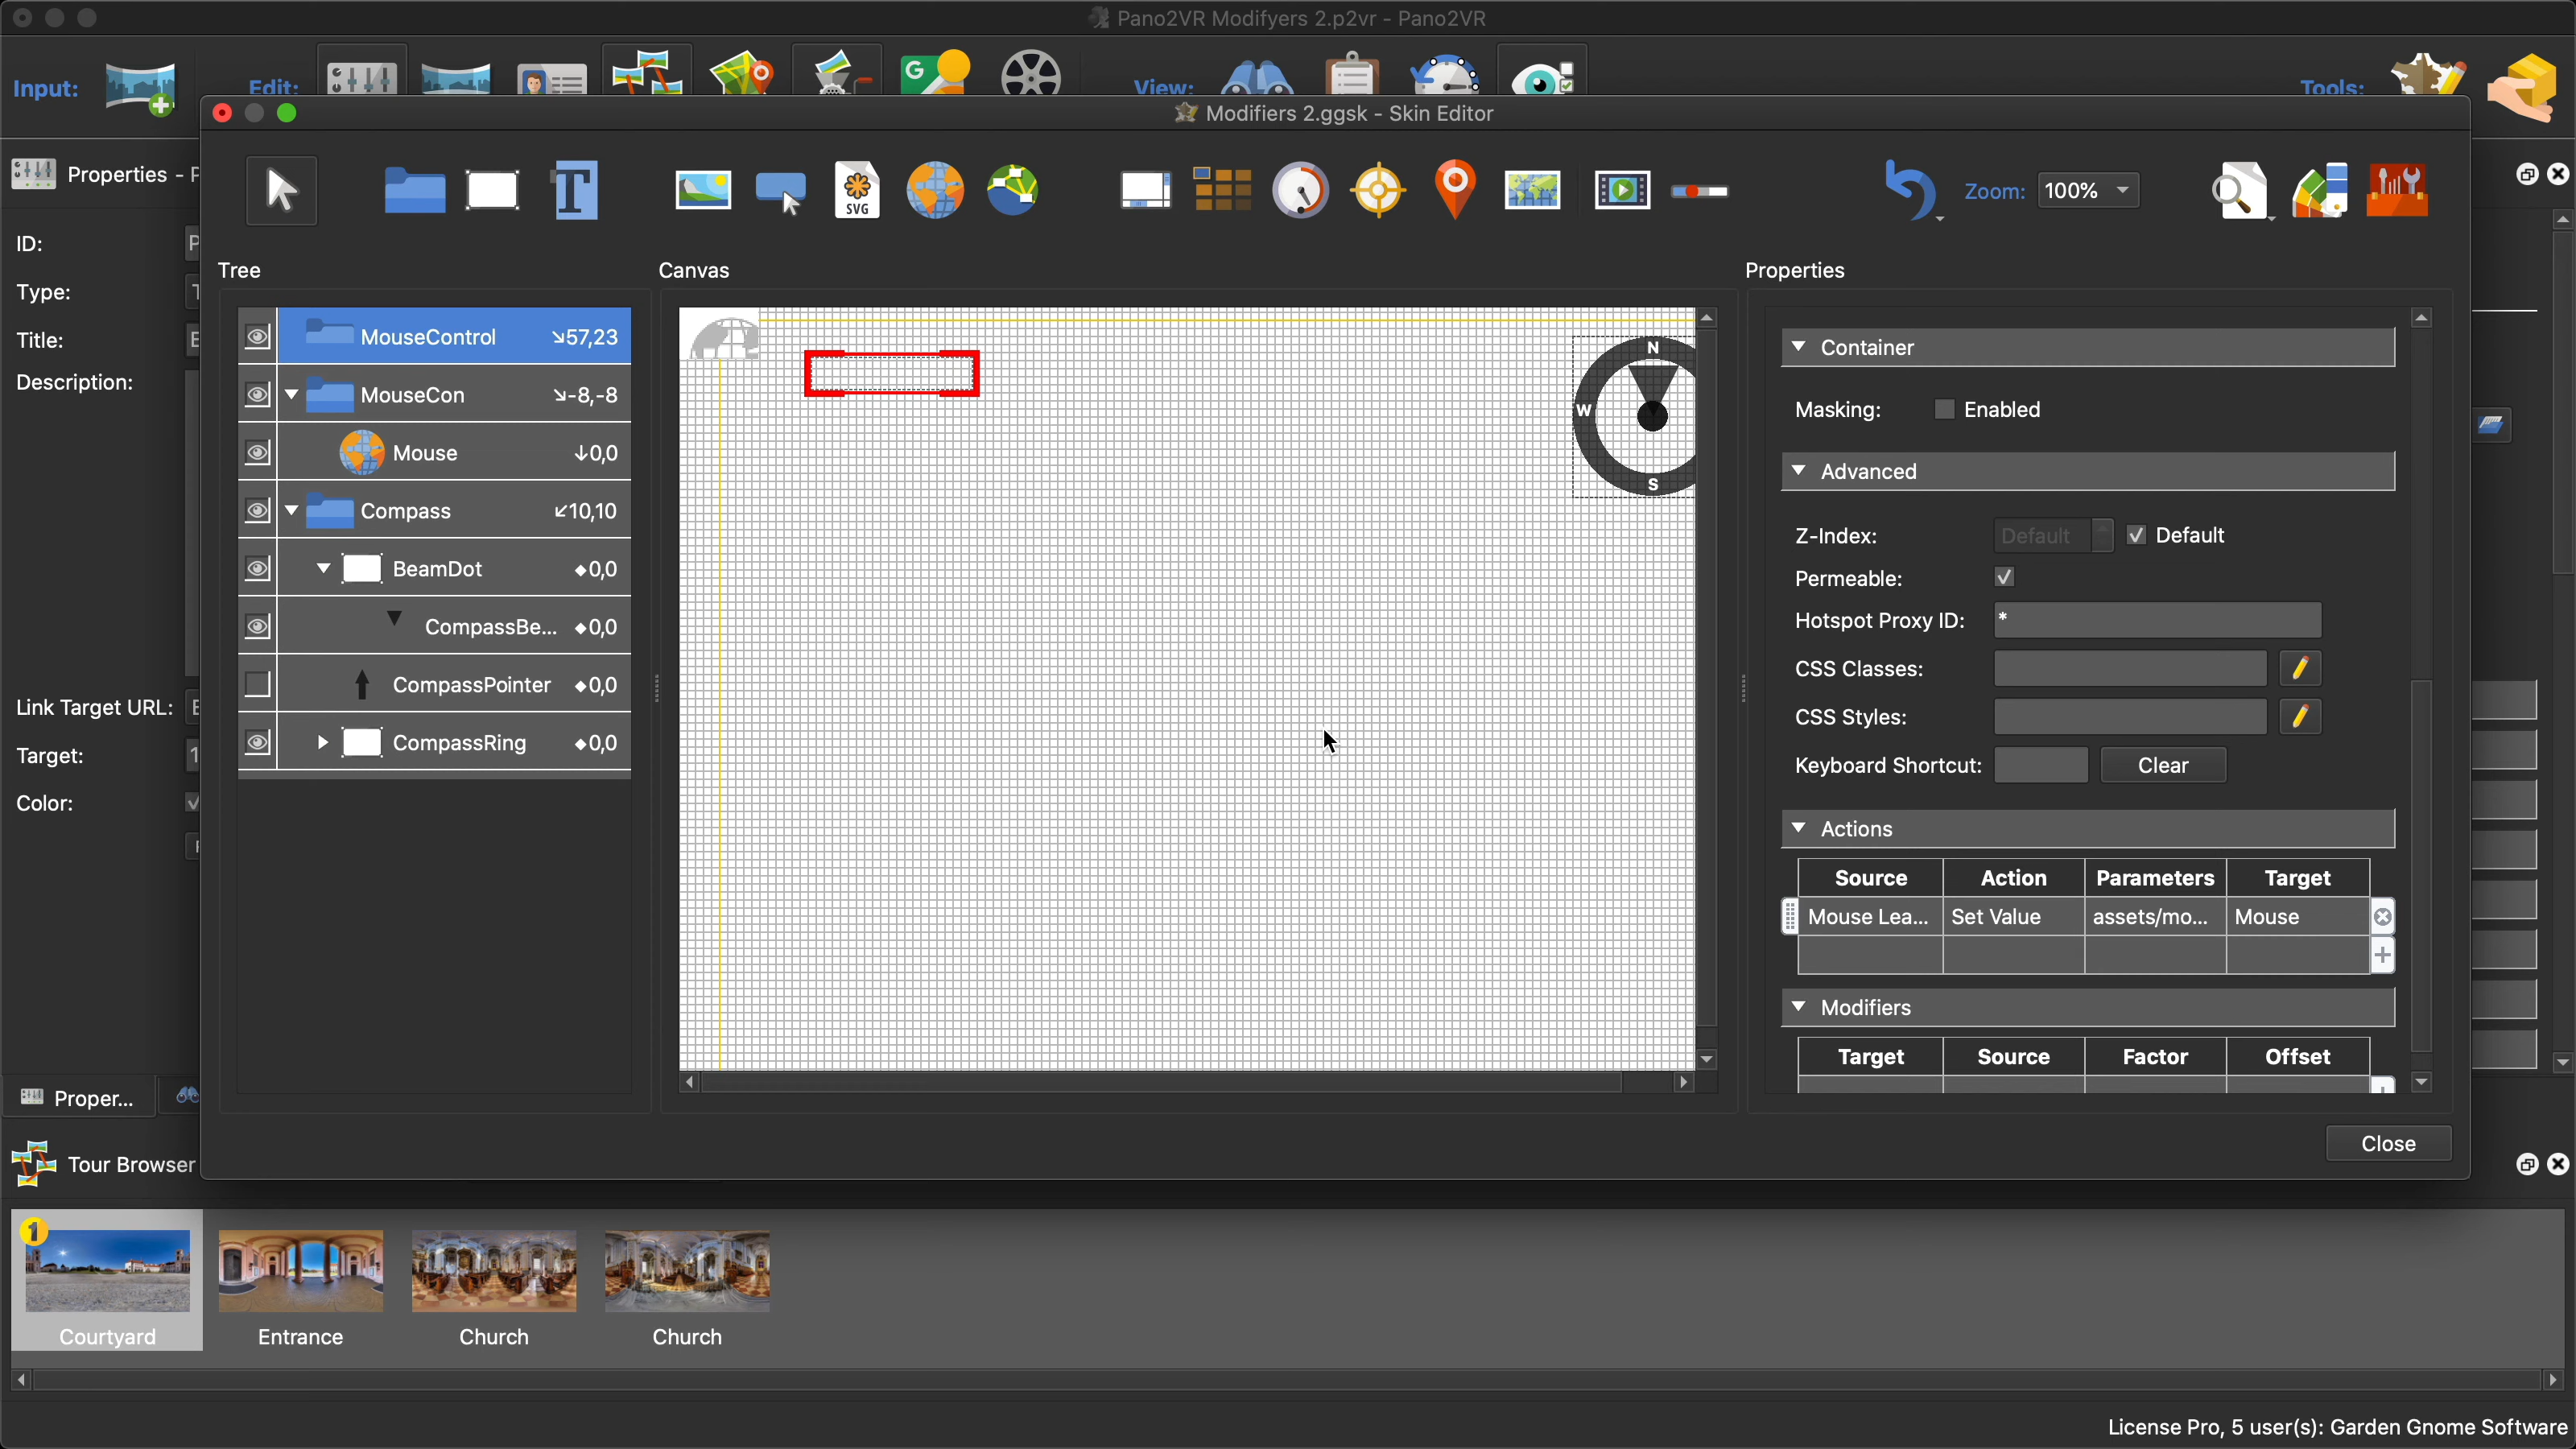 Pano2VR Modifyers 2.p2vr - Pano2VR
Input:
Edit:
View:
Tools:
Modifiers 2.ggsk - Skin Editor
Properties - P
SVG
Zoom:
100%
Tree
Canvas
Properties
ID:
Type:
Title:
Description:
Link Target URL:
Target:
Color:
MouseControl ↘57,23
MouseCon ↘-8,-8
Mouse ↓0,0
Compass ↙10,10
BeamDot ◆0,0
CompassBe... ◆0,0
CompassPointer ◆0,0
CompassRing ◆0,0
N
W
S
Container
Masking: Enabled
Advanced
Z-Index: Default Default
Permeable:
Hotspot Proxy ID: *
CSS Classes:
CSS Styles:
Keyboard Shortcut: Clear
Actions
Source Action Parameters Target
Mouse Lea... Set Value assets/mo... Mouse
Modifiers
Target Source Factor Offset
Close
Proper...
Tour Browser
1
Courtyard
Entrance
Church
Church
License Pro, 5 user(s): Garden Gnome Software